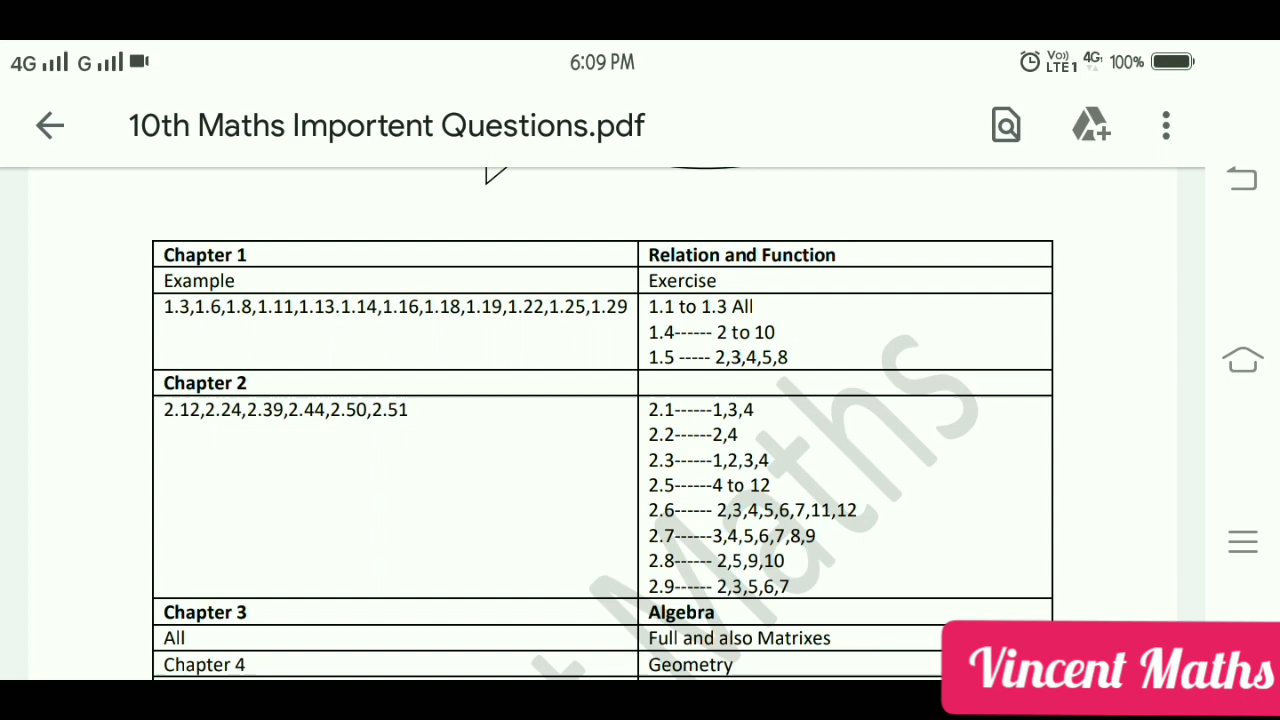 4G G 6:09 PM Vo)) LTE 1 4G 100%
10th Maths Importent Questions.pdf
Chapter 1 Relation and Function
Example Exercise
1.3,1.6,1.8,1.11,1.13.1.14,1.16,1.18,1.19,1.22,1.25,1.29 1.1 to 1.3 All
1.4------ 2 to 10
1.5 ----- 2,3,4,5,8
Chapter 2
2.12,2.24,2.39,2.44,2.50,2.51 2.1------1,3,4
2.2------2,4
2.3------1,2,3,4
2.5------4 to 12
2.6------ 2,3,4,5,6,7,11,12
2.7------3,4,5,6,7,8,9
2.8------ 2,5,9,10
2.9------ 2,3,5,6,7
Chapter 3 Algebra
All Full and also Matrixes
Chapter 4 Geometry
t Maths
Vincent Maths